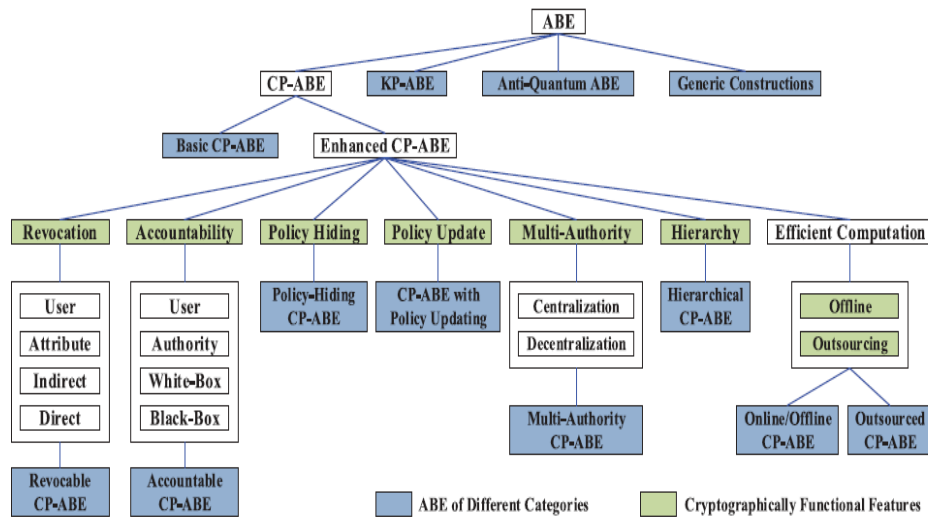 ABE
CP-ABE
KP-ABE
Anti-Quantum ABE
Generic Constructions
Basic CP-ABE
Enhanced CP-ABE
Revocation
Accountability
Policy Hiding
Policy Update
Multi-Authority
Hierarchy
Efficient Computation
User
Attribute
Indirect
Direct
User
Authority
White-Box
Black-Box
Policy-Hiding
CP-ABE
CP-ABE with
Policy Updating
Centralization
Decentralization
Hierarchical
CP-ABE
Offline
Outsourcing
Multi-Authority
CP-ABE
Online/Offline
CP-ABE
Outsourced
CP-ABE
Revocable
CP-ABE
Accountable
CP-ABE
ABE of Different Categories
Cryptographically Functional Features